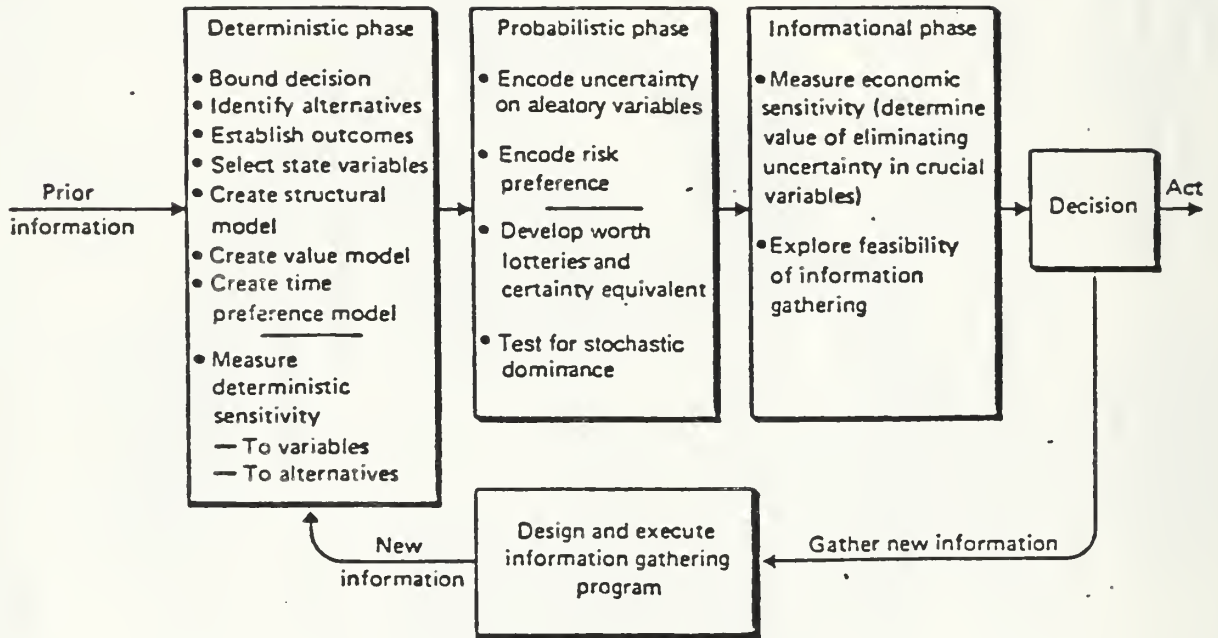 Prior
information
Deterministic phase
• Bound decision
• Identify alternatives
• Establish outcomes
• Select state variables
• Create structural
model
• Create value model
• Create time
preference model
• Measure
deterministic
sensitivity
— To variables
— To alternatives
Probabilistic phase
• Encode uncertainty
on aleatory variables
• Encode risk
preference
• Develop worth
lotteries and
certainty equivalent
• Test for stochastic
dominance
Informational phase
• Measure economic
sensitivity (determine
value of eliminating
uncertainty in crucial
variables)
• Explore feasibility
of information
gathering
Decision
Act
Gather new information
Design and execute
information gathering
program
New
information